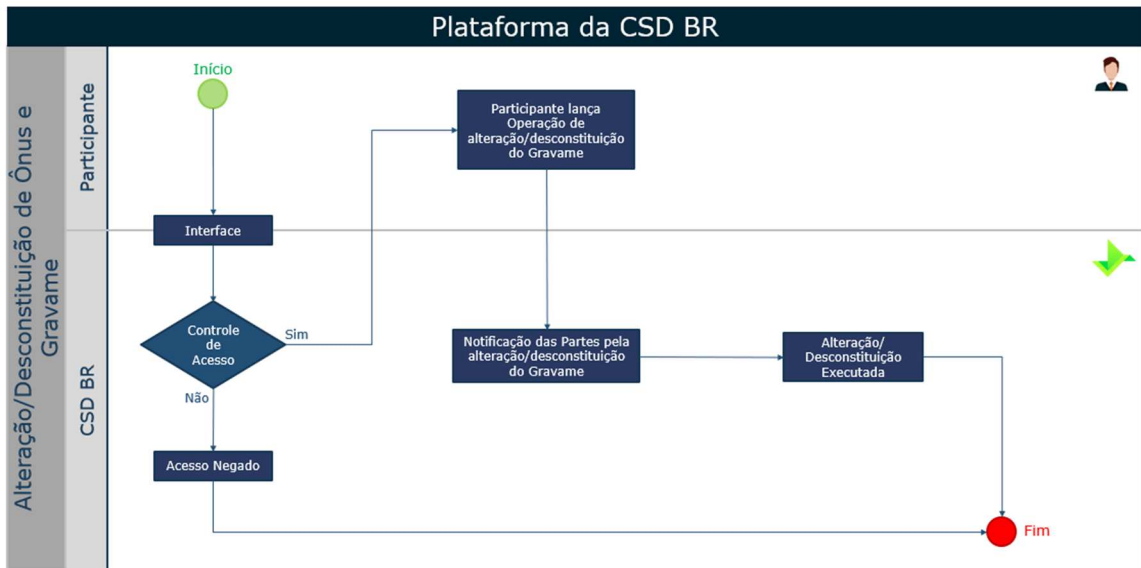 Plataforma da CSD BR
Alteração/Desconstituição de Ônus e
Gravame
Participante
Início
Participante lança
Operação de
alteração/desconstituição
do Gravame
Interface
CSD BR
Controle
de
Acesso
Sim
Não
Notificação das Partes pela
alteração/desconstituição
do Gravame
Alteração/
Desconstituição
Executada
Acesso Negado
Fim